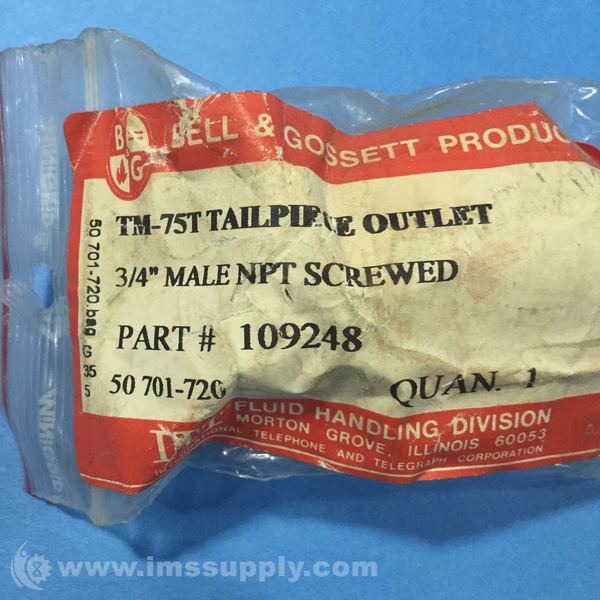 B G
BELL & GOSSETT PRODUC
TM-75T TAILPIECE OUTLET
3/4" MALE NPT SCREWED
PART # 109248
50 701-720
QUAN. 1
50 701-720.bag G 35 5
FLUID HANDLING DIVISION
MORTON GROVE, ILLINOIS 60053
INTERNATIONAL TELEPHONE AND TELEGRAPH CORPORATION
www.imssupply.com